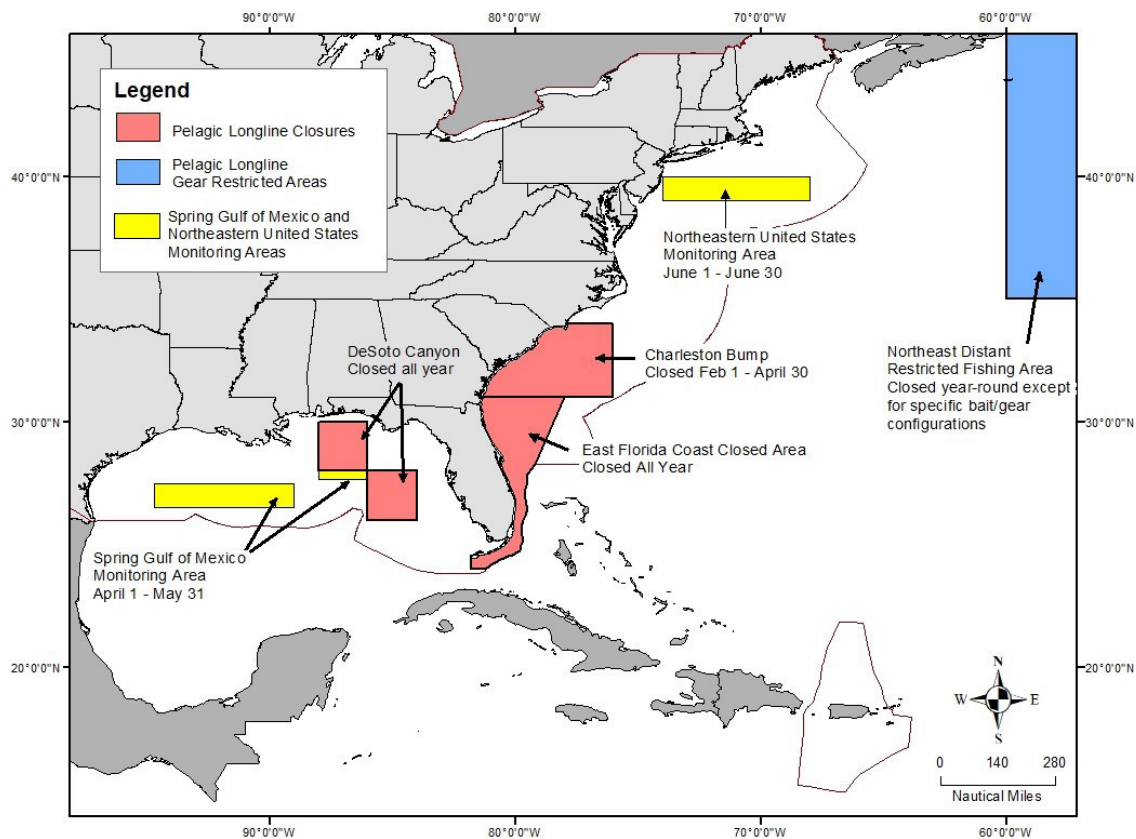 90°0'0"W
80°0'0"W
70°0'0"W
60°0'0"W
Legend
Pelagic Longline Closures
Pelagic Longline
Gear Restricted Areas
Spring Gulf of Mexico and
Northeastern United States
Monitoring Areas
40°0'0"N
40°0'0"N
Northeastern United States
Monitoring Area
June 1 - June 30
DeSoto Canyon
Closed all year
Charleston Bump
Closed Feb 1 - April 30
Northeast Distant
Restricted Fishing Area
Closed year-round except
for specific bait/gear
configurations
30°0'0"N
30°0'0"N
East Florida Coast Closed Area
Closed All Year
Spring Gulf of Mexico
Monitoring Area
April 1 - May 31
20°0'0"N
20°0'0"N
N
W
E
S
0
140
280
Nautical Miles
90°0'0"W
80°0'0"W
70°0'0"W
60°0'0"W